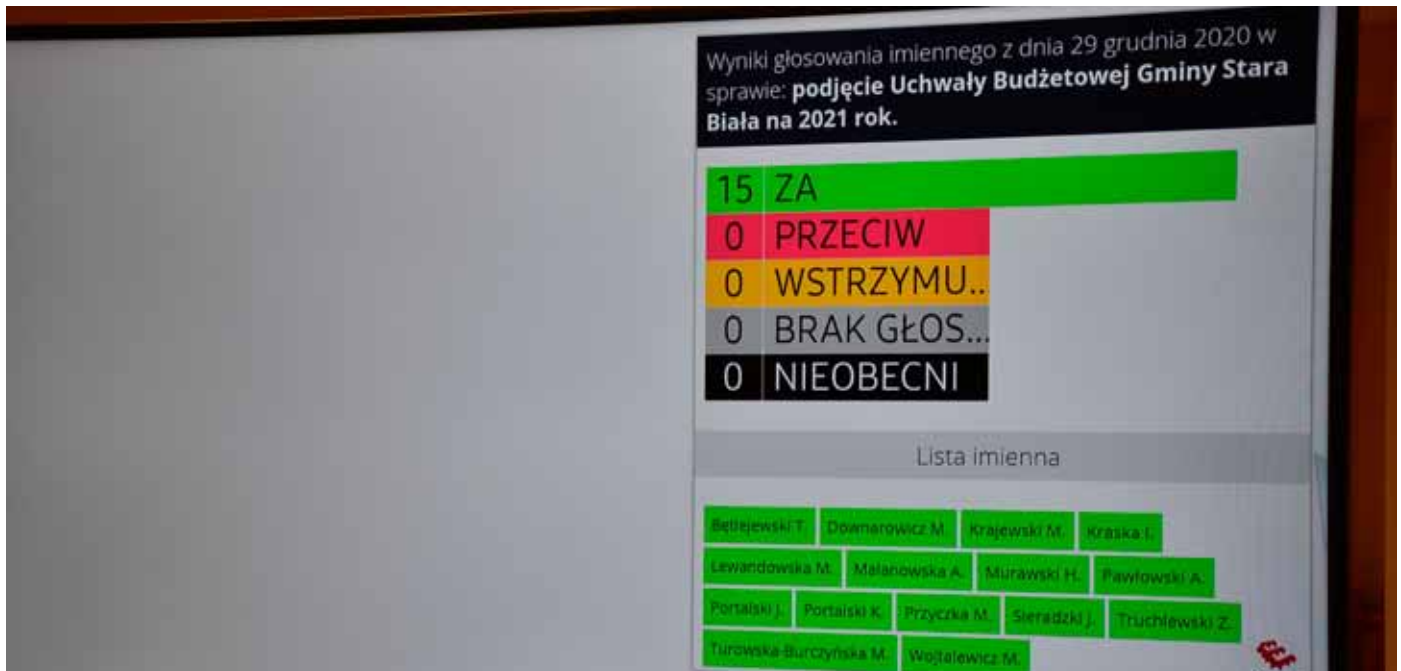 Wyniki głosowania imiennego z dnia 29 grudnia 2020 w
sprawie: podjęcie Uchwały Budżetowej Gminy Stara
Biała na 2021 rok.
15 ZA
0 PRZECIW
0 WSTRZYMU..
0 BRAK GŁOS...
0 NIEOBECNI
Lista imienna
Bętlejewski T. Downarowicz M. Krajewski M. Kraska I.
Lewandowska M. Malanowska A. Murawski H. Pawłowski A.
Portalski J. Portalski K. Przyczka M. Sieradzki J. Truchlewski Z.
Turowska-Burczyńska M. Wojtalewicz M.